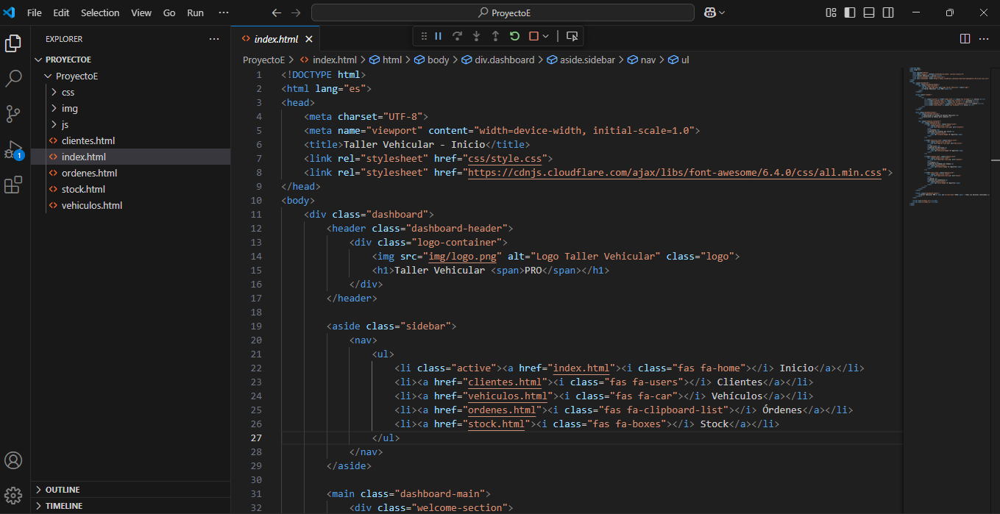 File Edit Selection View Go Run ··· ProyectoE
EXPLORER ···
PROYECTOE
ProyectoE
css
img
js
clientes.html
index.html
ordenes.html
stock.html
vehiculos.html
1
OUTLINE
TIMELINE
index.html
ProyectoE > index.html > html > body > div.dashboard > aside.sidebar > nav > ul
1 <!DOCTYPE html>
2 <html lang="es">
3 <head>
4 <meta charset="UTF-8">
5 <meta name="viewport" content="width=device-width, initial-scale=1.0">
6 <title>Taller Vehicular - Inicio</title>
7 <link rel="stylesheet" href="css/style.css">
8 <link rel="stylesheet" href="https://cdnjs.cloudflare.com/ajax/libs/font-awesome/6.4.0/css/all.min.css">
9 </head>
10 <body>
11 <div class="dashboard">
12 <header class="dashboard-header">
13 <div class="logo-container">
14 <img src="img/logo.png" alt="Logo Taller Vehicular" class="logo">
15 <h1>Taller Vehicular <span>PRO</span></h1>
16 </div>
17 </header>
18
19 <aside class="sidebar">
20 <nav>
21 <ul>
22 <li class="active"><a href="index.html"><i class="fas fa-home"></i> Inicio</a></li>
23 <li><a href="clientes.html"><i class="fas fa-users"></i> Clientes</a></li>
24 <li><a href="vehiculos.html"><i class="fas fa-car"></i> Vehículos</a></li>
25 <li><a href="ordenes.html"><i class="fas fa-clipboard-list"></i> Órdenes</a></li>
26 <li><a href="stock.html"><i class="fas fa-boxes"></i> Stock</a></li>
27 </ul>
28 </nav>
29 </aside>
30
31 <main class="dashboard-main">
32 <div class="welcome-section">